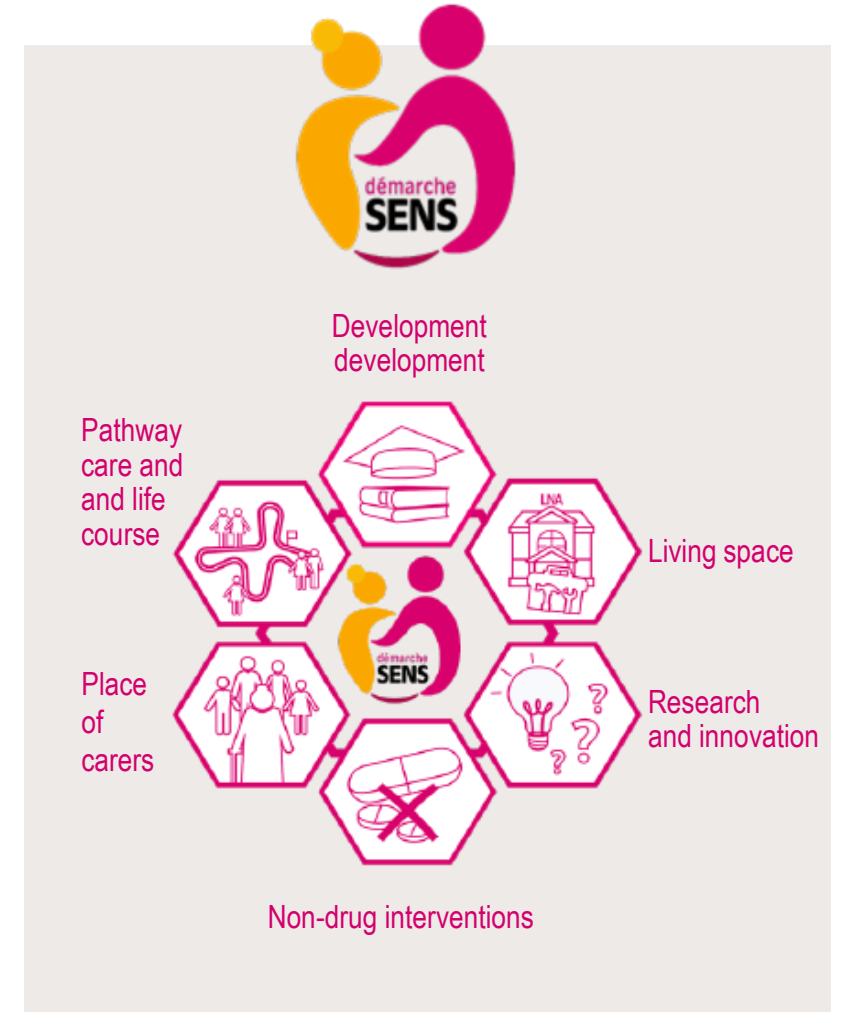 démarche
SENS
Development
development
Pathway
care and
and life
course
LNA
Living space
démarche
SENS
Place
of
carers
Research
and innovation
Non-drug interventions